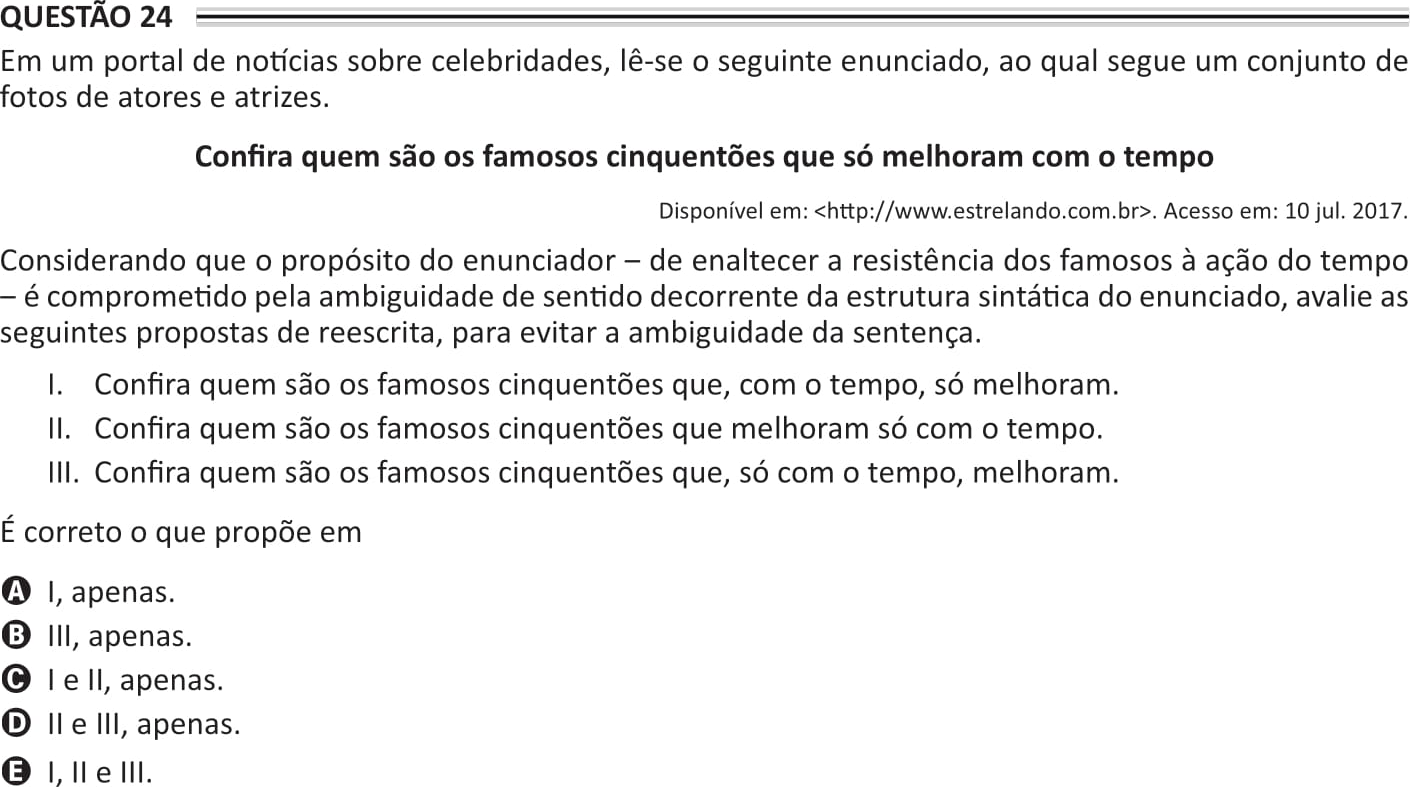 QUESTÃO 24
Em um portal de notícias sobre celebridades, lê-se o seguinte enunciado, ao qual segue um conjunto de
fotos de atores e atrizes.
Confira quem são os famosos cinquentões que só melhoram com o tempo
Disponível em: <http://www.estrelando.com.br>. Acesso em: 10 jul. 2017.
Considerando que o propósito do enunciador – de enaltecer a resistência dos famosos à ação do tempo
– é comprometido pela ambiguidade de sentido decorrente da estrutura sintática do enunciado, avalie as
seguintes propostas de reescrita, para evitar a ambiguidade da sentença.
I. Confira quem são os famosos cinquentões que, com o tempo, só melhoram.
II. Confira quem são os famosos cinquentões que melhoram só com o tempo.
III. Confira quem são os famosos cinquentões que, só com o tempo, melhoram.
É correto o que propõe em
A I, apenas.
B III, apenas.
C I e II, apenas.
D II e III, apenas.
E I, II e III.